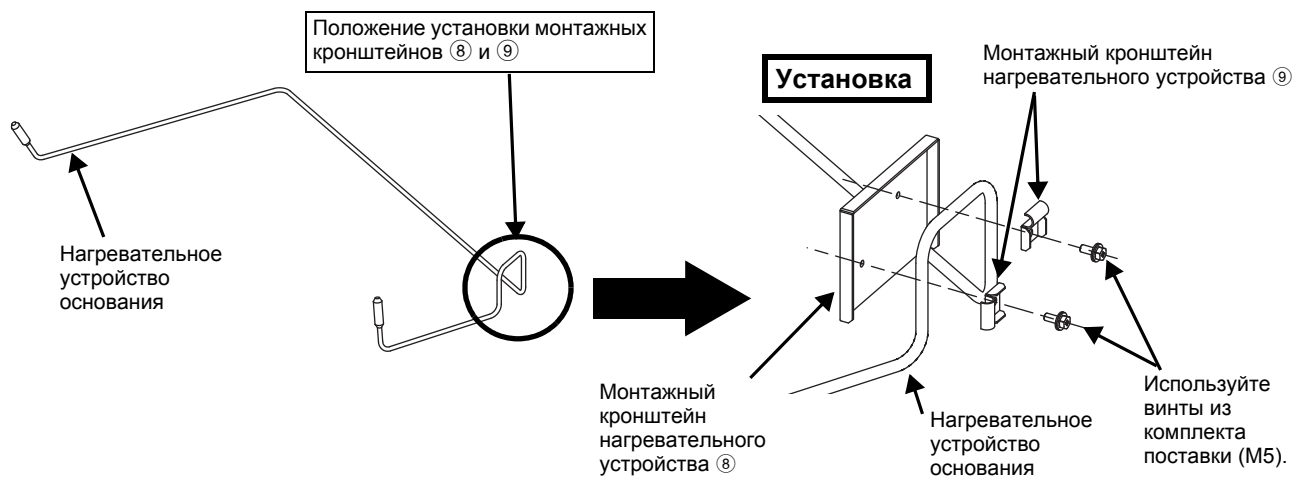 Положение установки монтажных
кронштейнов ⑧ и ⑨
Нагревательное
устройство
основания
Установка
Монтажный кронштейн
нагревательного устройства ⑨
Монтажный
кронштейн
нагревательного
устройства ⑧
Нагревательное
устройство
основания
Используйте
винты из
комплекта
поставки (M5).